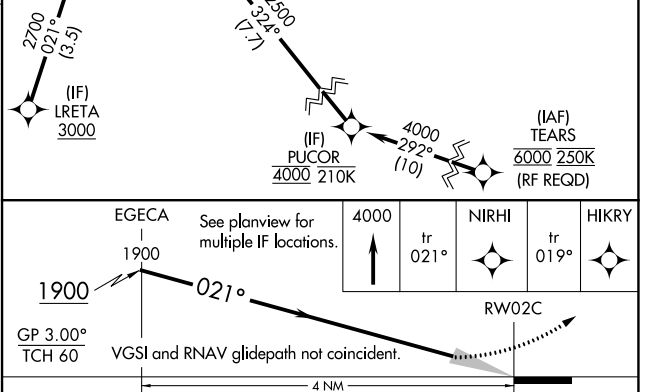 2700
021°
(3.5)
(IF)
LRETA
3000
2500
324°
(7.7)
(IF)
PUCOR
4000 210K
4000
292°
(10)
(IAF)
TEARS
6000 250K
(RF REQD)
EGECA
1900
1900
GP 3.00°
TCH 60
See planview for
multiple IF locations.
021°
VGSI and RNAV glidepath not coincident.
4 NM
4000
tr
021°
NIRHI
tr
019°
HIKRY
RW02C